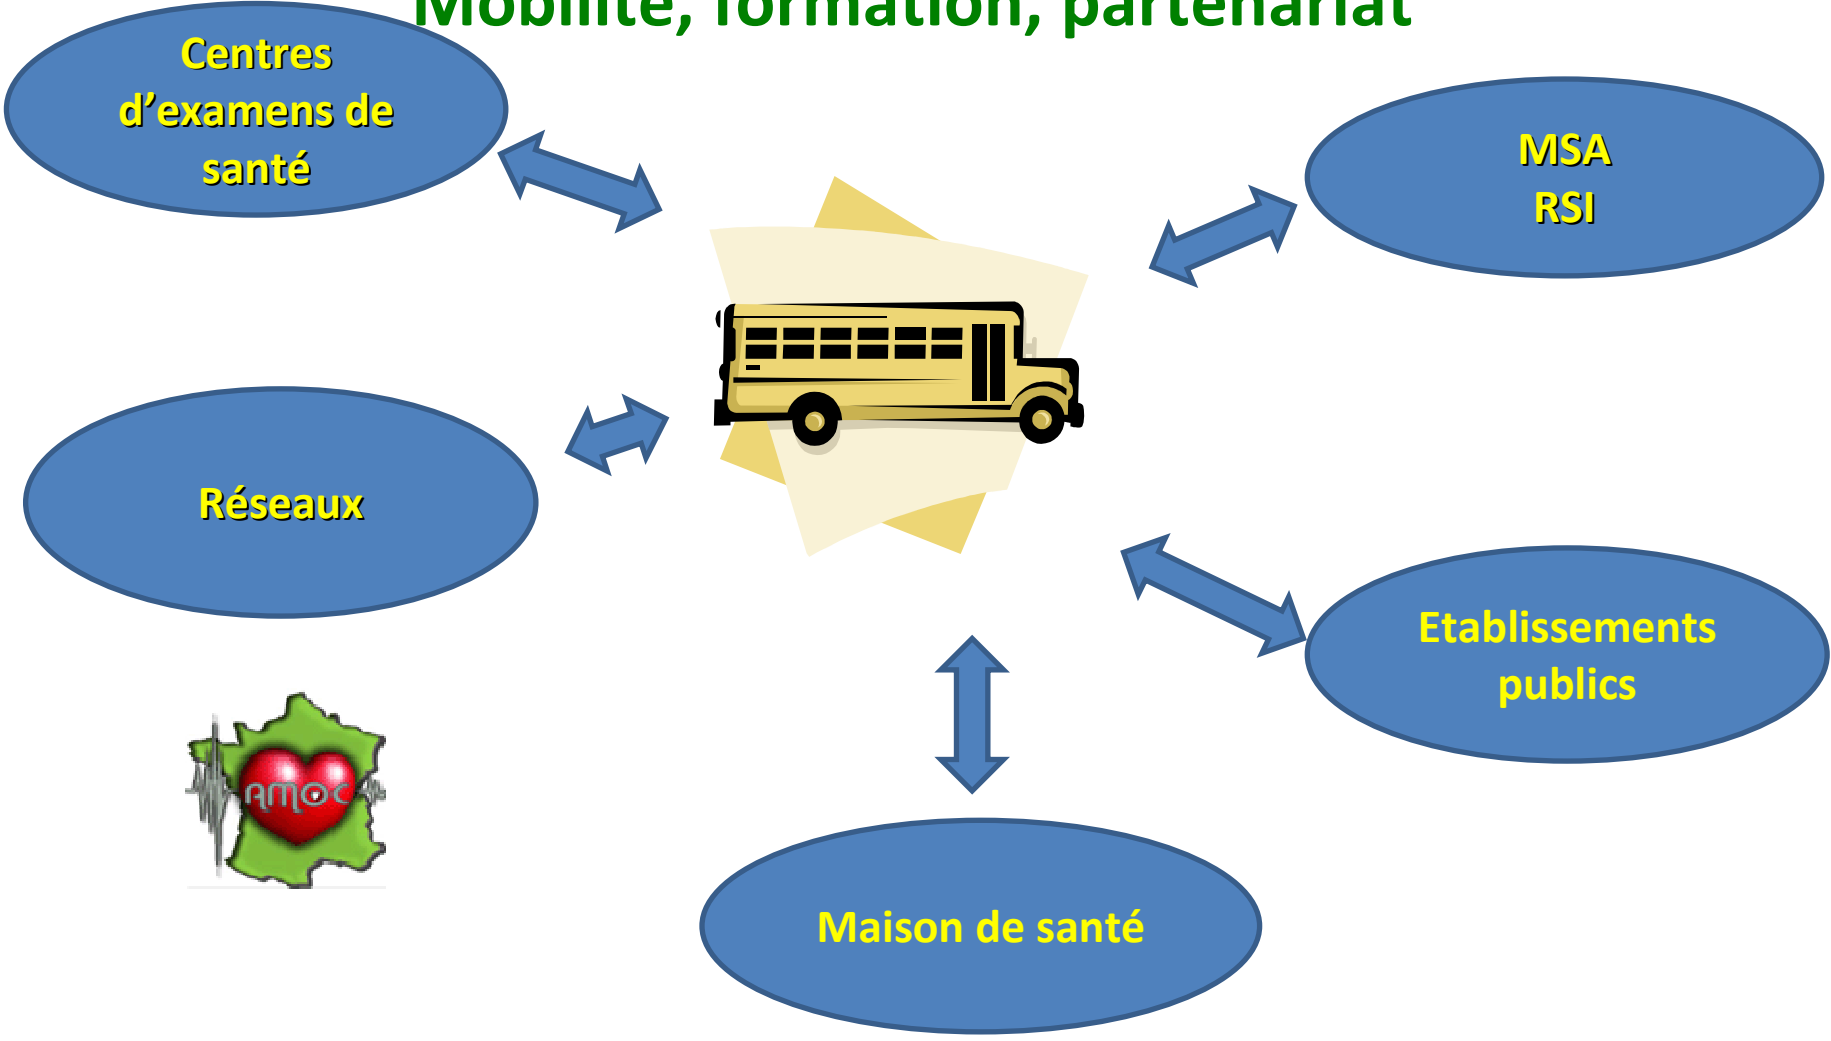 Mobilité, formation, partenariat
Centres
d’examens de
santé
MSA
RSI
Réseaux
Etablissements
publics
AMOC
Maison de santé